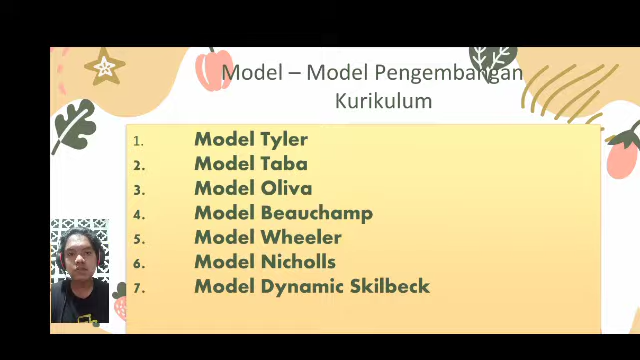 Model – Model Pengembangan
Kurikulum
1. Model Tyler
2. Model Taba
3. Model Oliva
4. Model Beauchamp
5. Model Wheeler
6. Model Nicholls
7. Model Dynamic Skilbeck